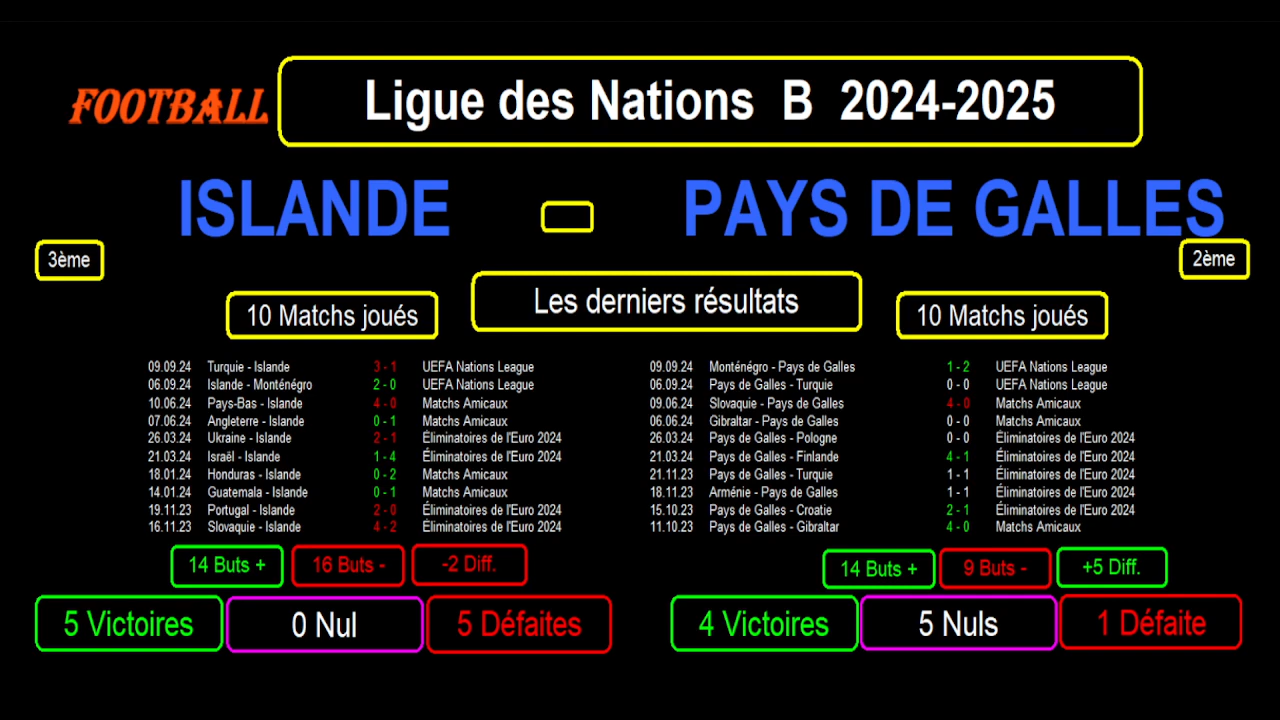 FOOTBALL
Ligue des Nations B 2024-2025
ISLANDE
PAYS DE GALLES
3ème
2ème
Les derniers résultats
10 Matchs joués
10 Matchs joués
09.09.24 Turquie - Islande 3 - 1 UEFA Nations League
06.09.24 Islande - Monténégro 2 - 0 UEFA Nations League
10.06.24 Pays-Bas - Islande 4 - 0 Matchs Amicaux
07.06.24 Angleterre - Islande 0 - 1 Matchs Amicaux
26.03.24 Ukraine - Islande 2 - 1 Éliminatoires de l'Euro 2024
21.03.24 Israël - Islande 1 - 4 Éliminatoires de l'Euro 2024
18.01.24 Honduras - Islande 0 - 2 Matchs Amicaux
14.01.24 Guatemala - Islande 0 - 1 Matchs Amicaux
19.11.23 Portugal - Islande 2 - 0 Éliminatoires de l'Euro 2024
16.11.23 Slovaquie - Islande 4 - 2 Éliminatoires de l'Euro 2024
14 Buts +
16 Buts -
-2 Diff.
5 Victoires
0 Nul
5 Défaites
09.09.24 Monténégro - Pays de Galles 1 - 2 UEFA Nations League
06.09.24 Pays de Galles - Turquie 0 - 0 UEFA Nations League
09.06.24 Slovaquie - Pays de Galles 4 - 0 Matchs Amicaux
06.06.24 Gibraltar - Pays de Galles 0 - 0 Matchs Amicaux
26.03.24 Pays de Galles - Pologne 0 - 0 Éliminatoires de l'Euro 2024
21.03.24 Pays de Galles - Finlande 4 - 1 Éliminatoires de l'Euro 2024
21.11.23 Pays de Galles - Turquie 1 - 1 Éliminatoires de l'Euro 2024
18.11.23 Arménie - Pays de Galles 1 - 1 Éliminatoires de l'Euro 2024
15.10.23 Pays de Galles - Croatie 2 - 1 Éliminatoires de l'Euro 2024
11.10.23 Pays de Galles - Gibraltar 4 - 0 Matchs Amicaux
14 Buts +
9 Buts -
+5 Diff.
4 Victoires
5 Nuls
1 Défaite